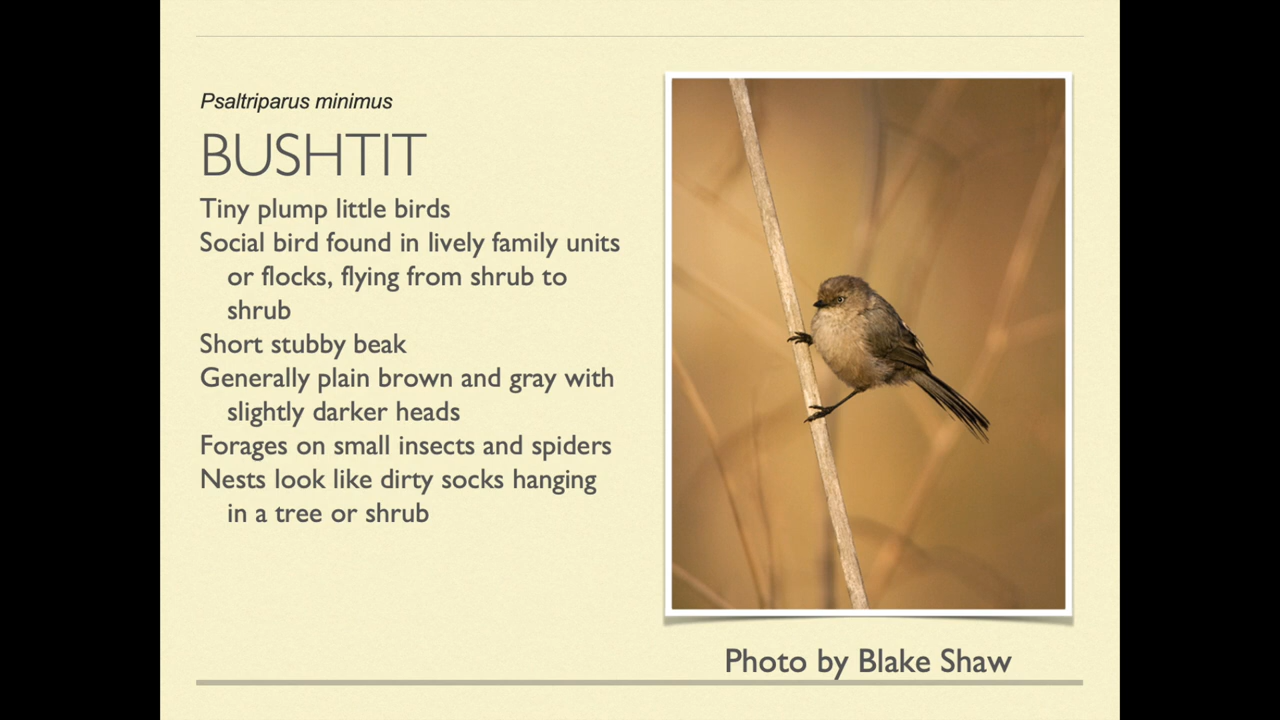 Psaltriparus minimus
BUSHTIT
Tiny plump little birds
Social bird found in lively family units
or flocks, flying from shrub to
shrub
Short stubby beak
Generally plain brown and gray with
slightly darker heads
Forages on small insects and spiders
Nests look like dirty socks hanging
in a tree or shrub
Photo by Blake Shaw